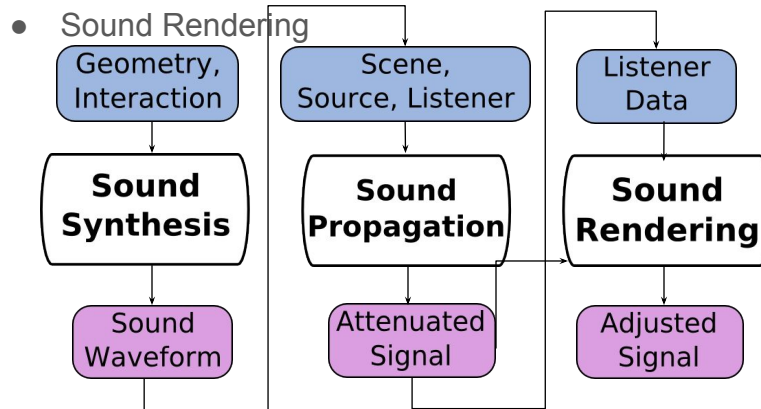 ● Sound Rendering
Geometry,
Interaction
Sound
Synthesis
Sound
Waveform
Scene,
Source, Listener
Sound
Propagation
Attenuated
Signal
Listener
Data
Sound
Rendering
Adjusted
Signal